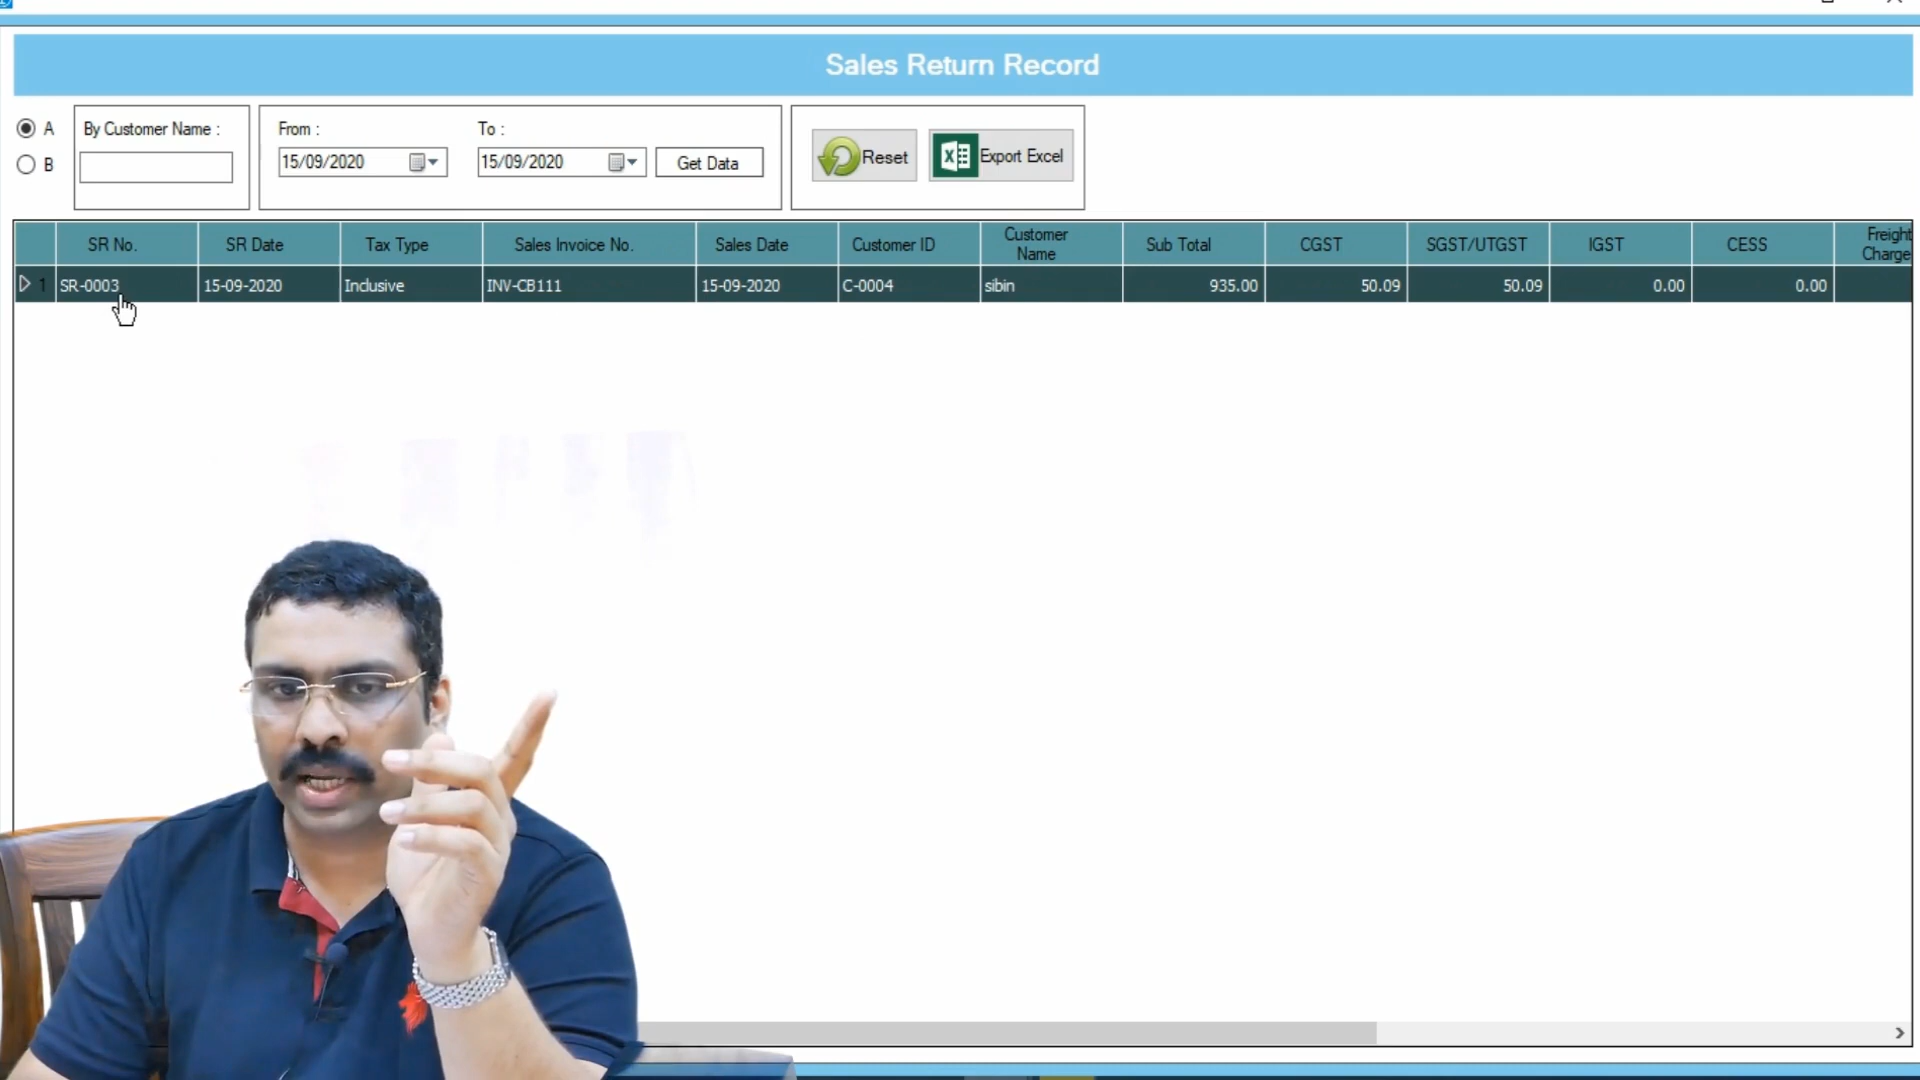 Sales Return Record
A
B
By Customer Name :
From :
15/09/2020
To :
15/09/2020
Get Data
Reset
Export Excel
SR No.
SR Date
Tax Type
Sales Invoice No.
Sales Date
Customer ID
Customer
Name
Sub Total
CGST
SGST/UTGST
IGST
CESS
Freight
Charge
1
SR-0003
15-09-2020
Inclusive
INV-CB111
15-09-2020
C-0004
sibin
935.00
50.09
50.09
0.00
0.00